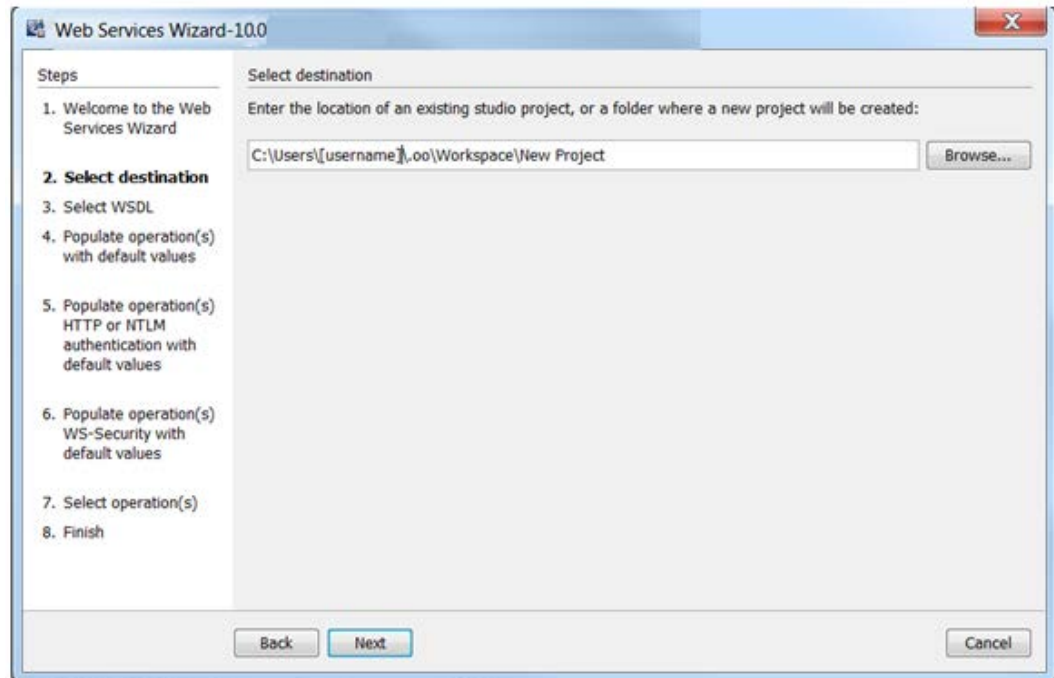 Web Services Wizard-10.0
Steps
1. Welcome to the Web
Services Wizard
2. Select destination
3. Select WSDL
4. Populate operation(s)
with default values
5. Populate operation(s)
HTTP or NTLM
authentication with
default values
6. Populate operation(s)
WS-Security with
default values
7. Select operation(s)
8. Finish
Select destination
Enter the location of an existing studio project, or a folder where a new project will be created:
C:\Users\[username]\.oo\Workspace\New Project
Browse...
Back
Next
Cancel